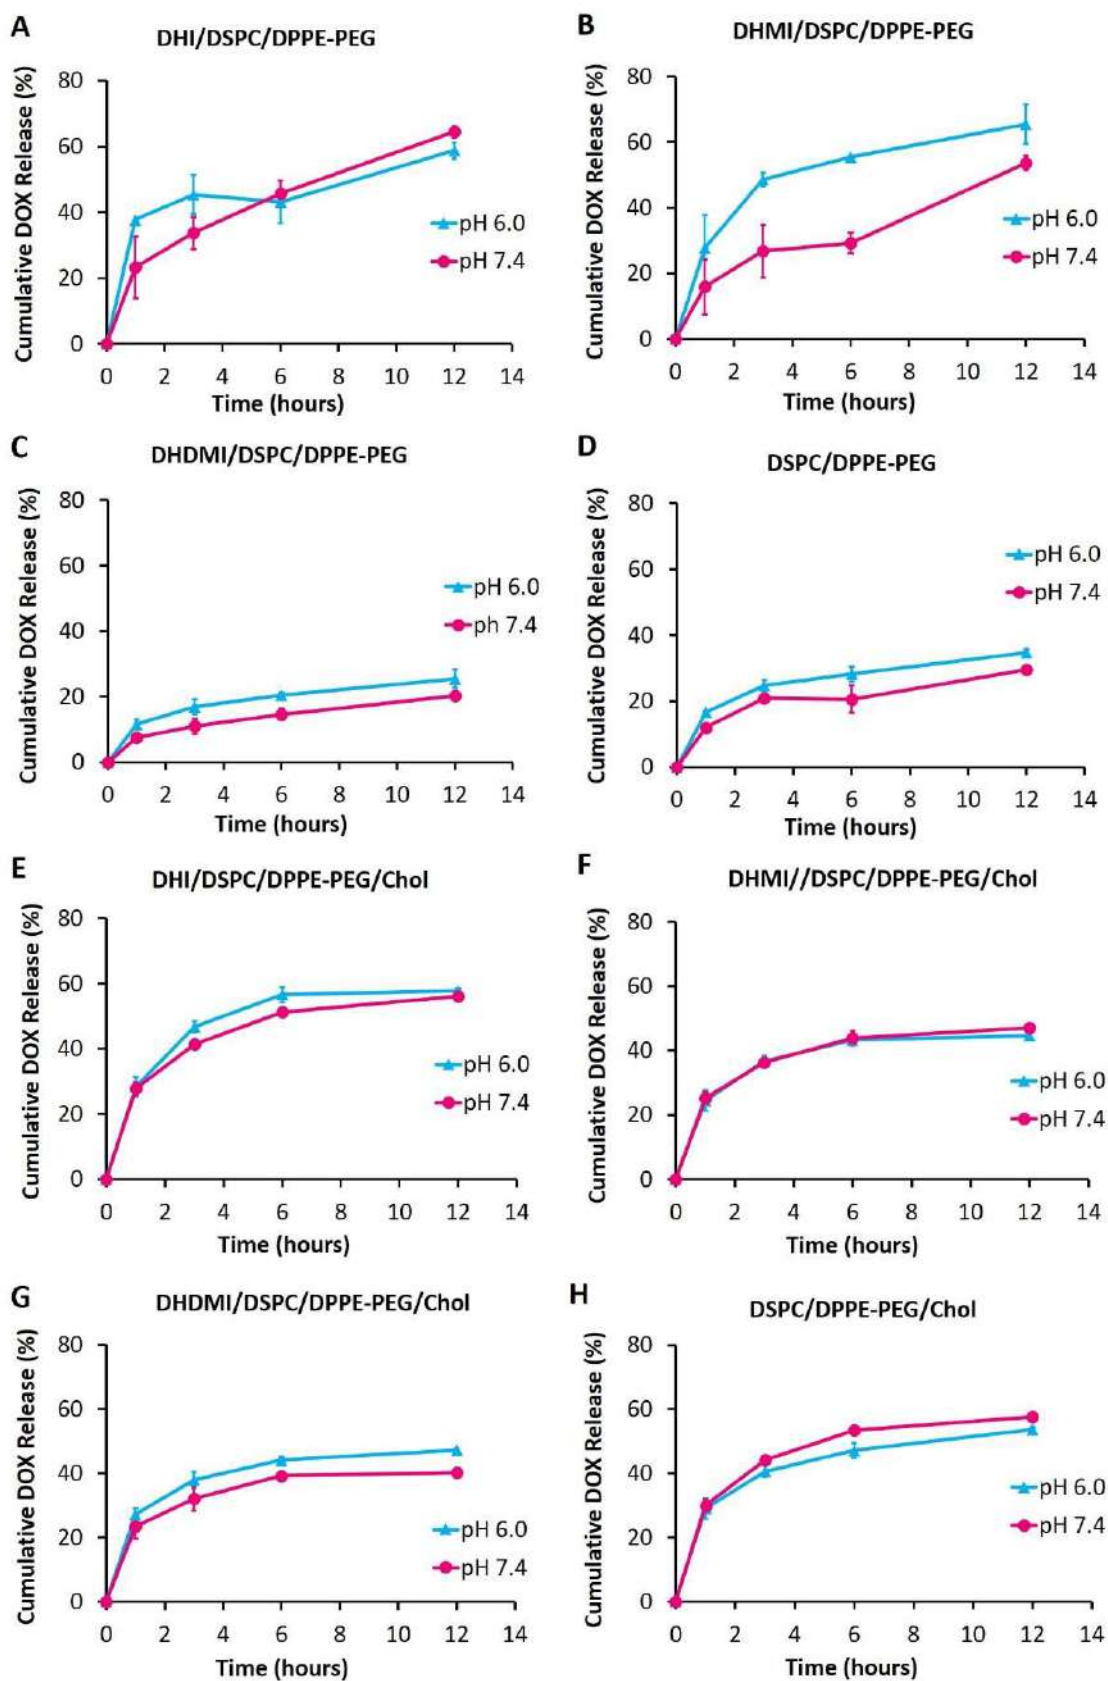 A
DHI/DSPC/DPPE-PEG
Cumulative DOX Release (%)
80
60
40
20
0
pH 6.0
pH 7.4
0 2 4 6 8 10 12 14
Time (hours)
B
DHMI/DSPC/DPPE-PEG
Cumulative DOX Release (%)
80
60
40
20
0
pH 6.0
pH 7.4
0 2 4 6 8 10 12 14
Time (hours)
C
DHDMI/DSPC/DPPE-PEG
Cumulative DOX Release (%)
80
60
40
20
0
pH 6.0
ph 7.4
0 2 4 6 8 10 12 14
Time (hours)
D
DSPC/DPPE-PEG
Cumulative DOX Release (%)
80
60
40
20
0
pH 6.0
pH 7.4
0 2 4 6 8 10 12 14
Time (hours)
E
DHI/DSPC/DPPE-PEG/Chol
Cumulative DOX Release (%)
80
60
40
20
0
pH 6.0
pH 7.4
0 2 4 6 8 10 12 14
Time (hours)
F
DHMI//DSPC/DPPE-PEG/Chol
Cumulative DOX Release (%)
80
60
40
20
0
pH 6.0
pH 7.4
0 2 4 6 8 10 12 14
Time (hours)
G
DHDMI/DSPC/DPPE-PEG/Chol
Cumulative DOX Release (%)
80
60
40
20
0
pH 6.0
pH 7.4
0 2 4 6 8 10 12 14
Time (hours)
H
DSPC/DPPE-PEG/Chol
Cumulative DOX Release (%)
80
60
40
20
0
pH 6.0
pH 7.4
0 2 4 6 8 10 12 14
Time (hours)